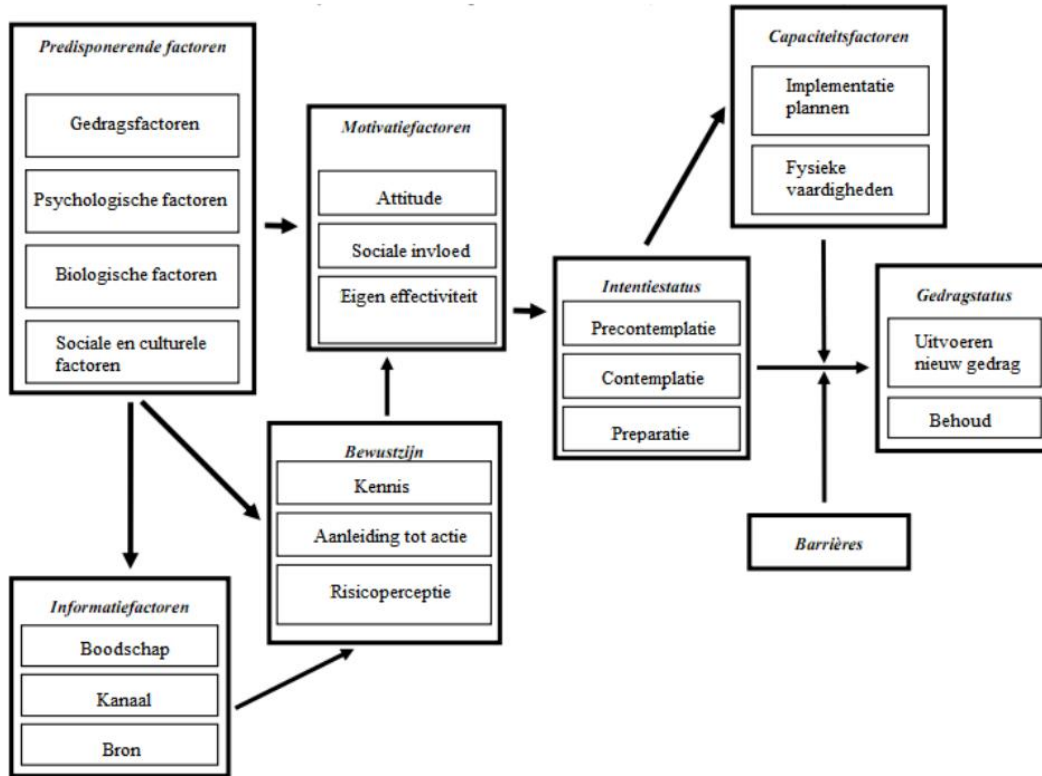 Predisponerende factoren
Gedragsfactoren
Psychologische factoren
Biologische factoren
Sociale en culturele
factoren
Motivatiefactoren
Attitude
Sociale invloed
Eigen effectiviteit
Capaciteitsfactoren
Implementatie
plannen
Fysieke
vaardigheden
Intentiestatus
Precontemplatie
Contemplatie
Preparatie
Gedragstatus
Uitvoeren
nieuw gedrag
Behoud
Bewustzijn
Kennis
Aanleiding tot actie
Risicoperceptie
Barrières
Informatiefactoren
Boodschap
Kanaal
Bron